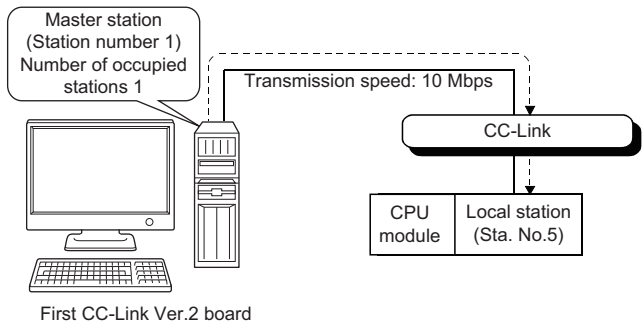 Master station
(Station number 1)
Number of occupied
stations 1
Transmission speed: 10 Mbps
CC-Link
CPU
module
Local station
(Sta. No.5)
First CC-Link Ver.2 board